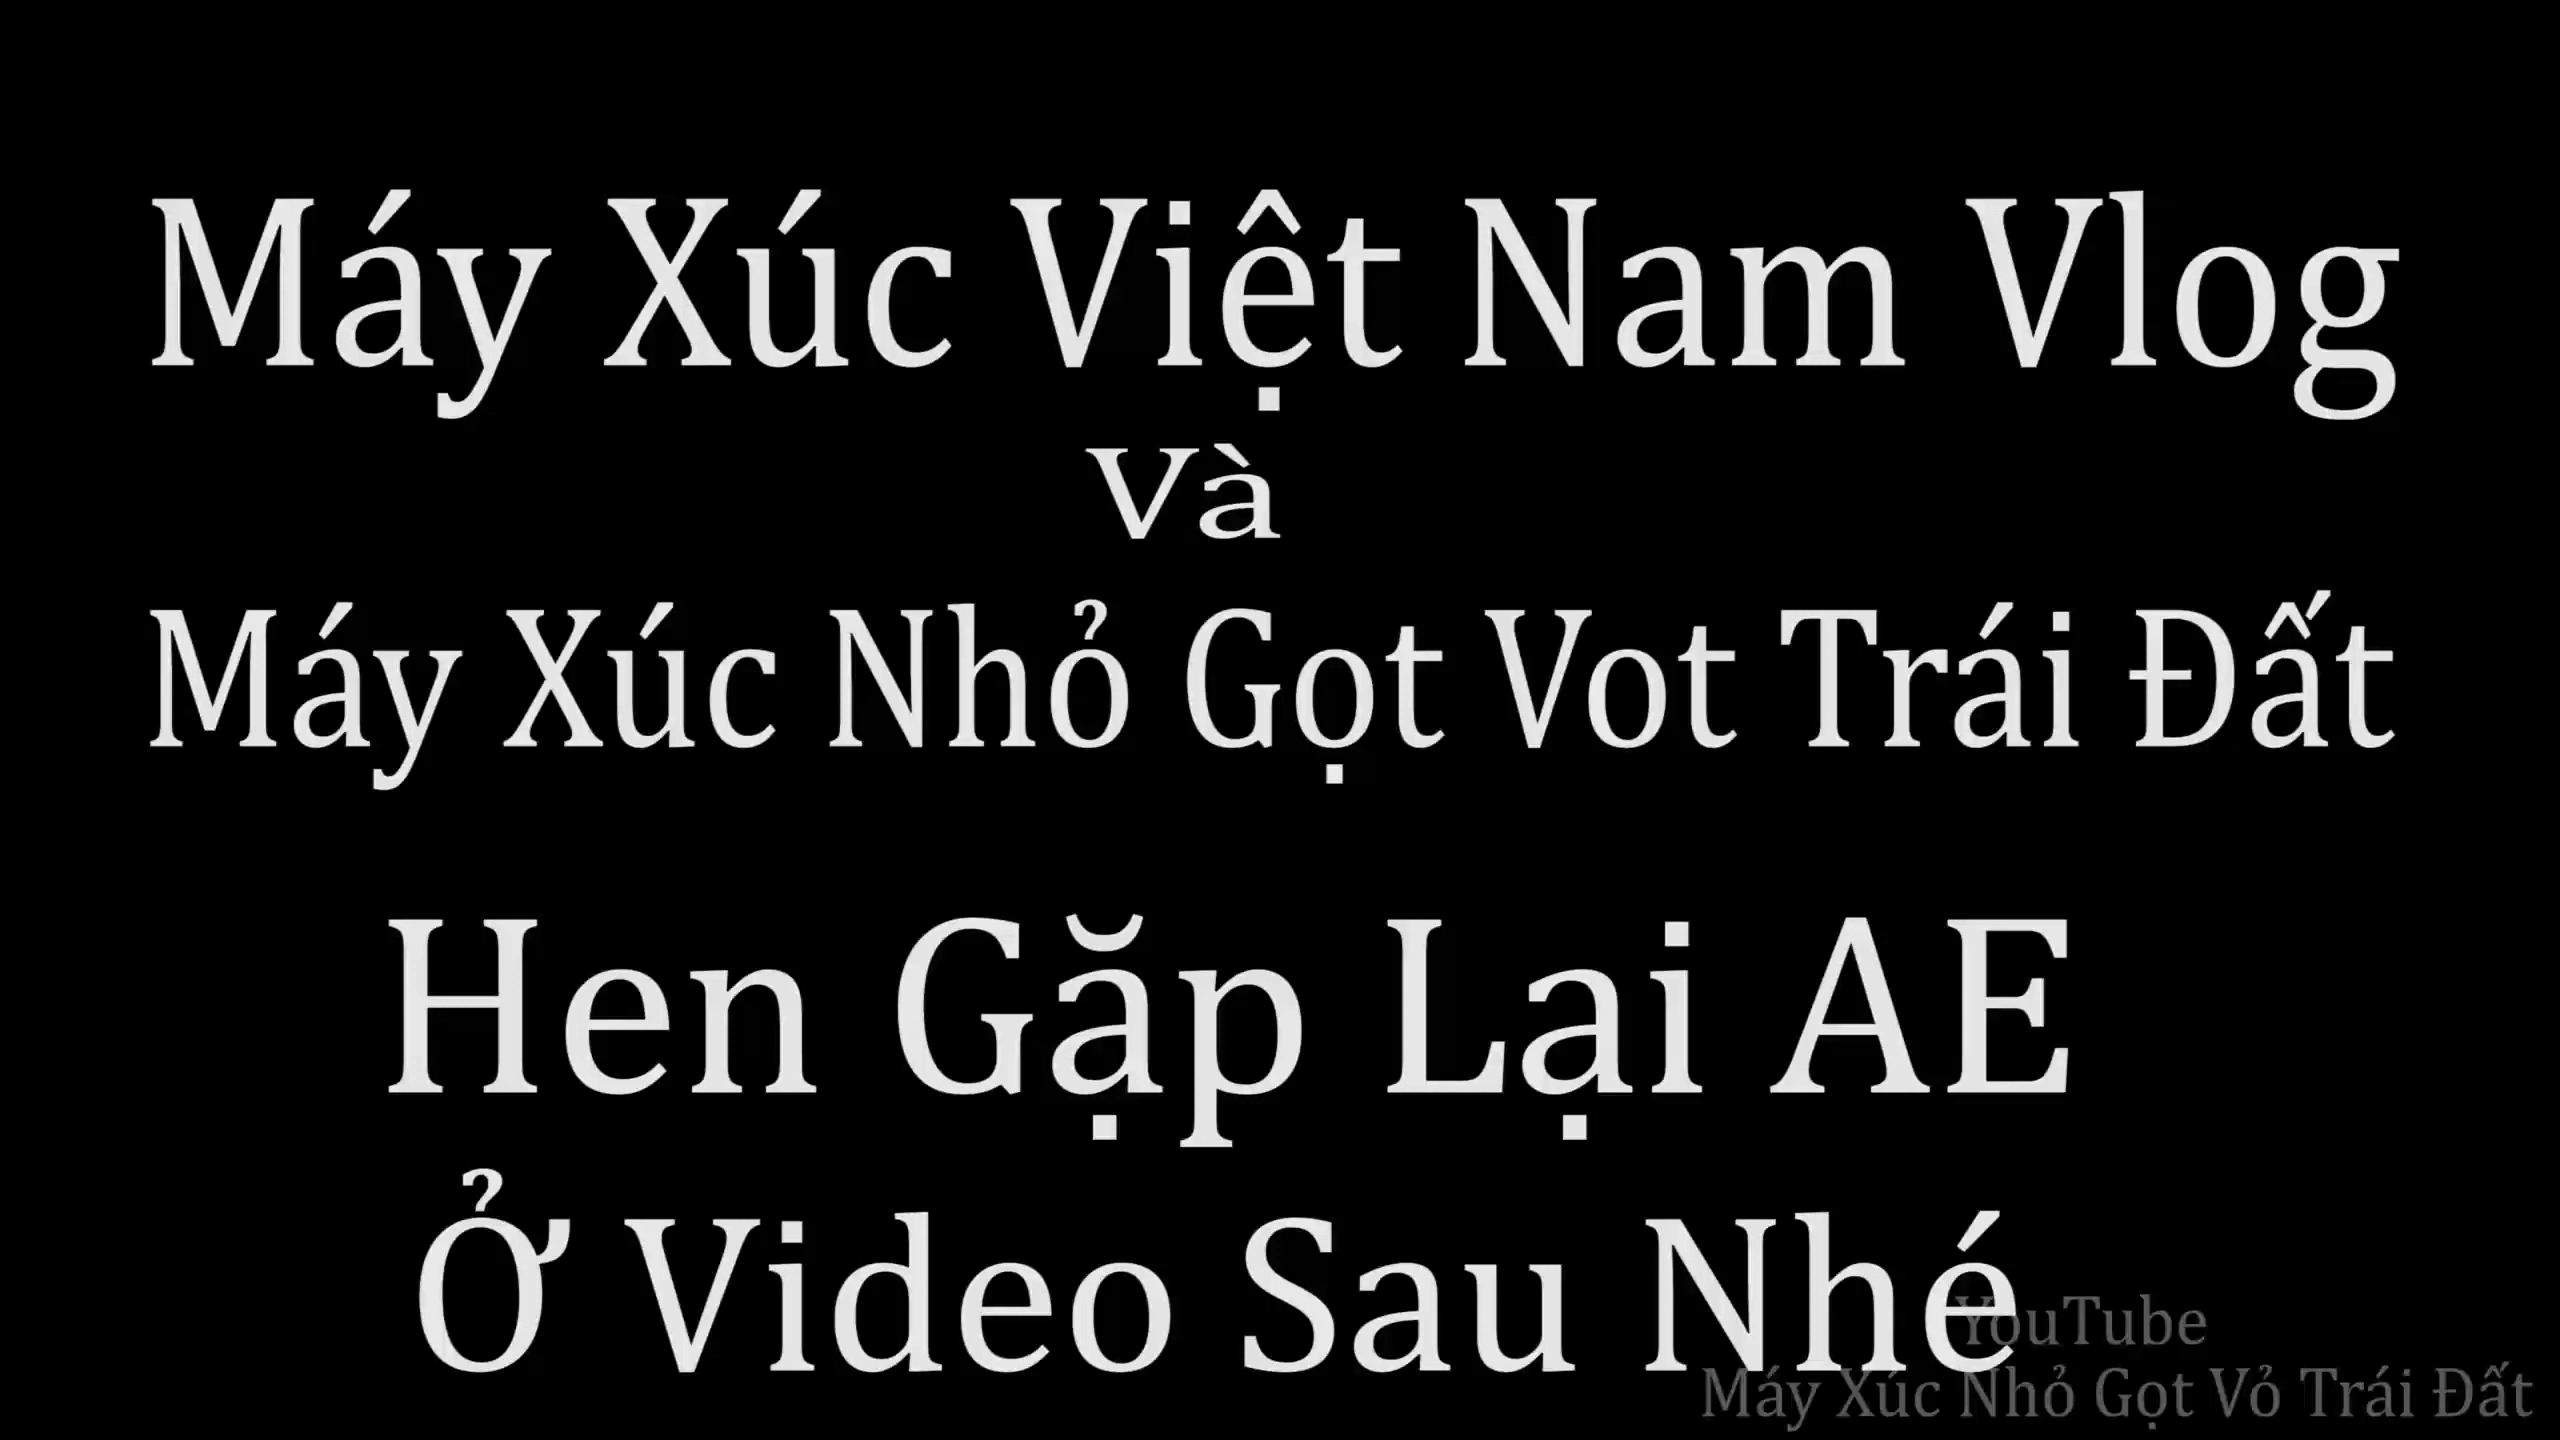 Máy Xúc Việt Nam Vlog
Và
Máy Xúc Nhỏ Gọt Vot Trái Đất
Hen Gặp Lại AE
Ở Video Sau Nhé
YouTube
Máy Xúc Nhỏ Gọt Vỏ Trái Đất